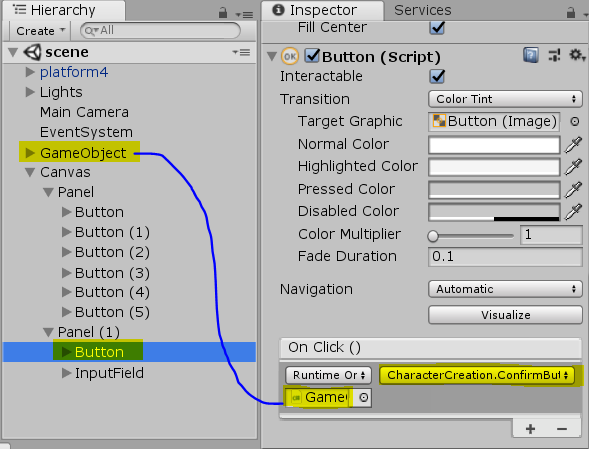 Hierarchy
Create
All
scene
platform4
Lights
Main Camera
EventSystem
GameObject
Canvas
Panel
Button
Button (1)
Button (2)
Button (3)
Button (4)
Button (5)
Panel (1)
Button
InputField
Inspector
Services
Fill Center
OK
Button (Script)
Interactable
Transition
Color Tint
Target Graphic
Button (Image)
Normal Color
Highlighted Color
Pressed Color
Disabled Color
Color Multiplier
1
Fade Duration
0.1
Navigation
Automatic
Visualize
On Click ()
Runtime Or
CharacterCreation.ConfirmBut
GameO